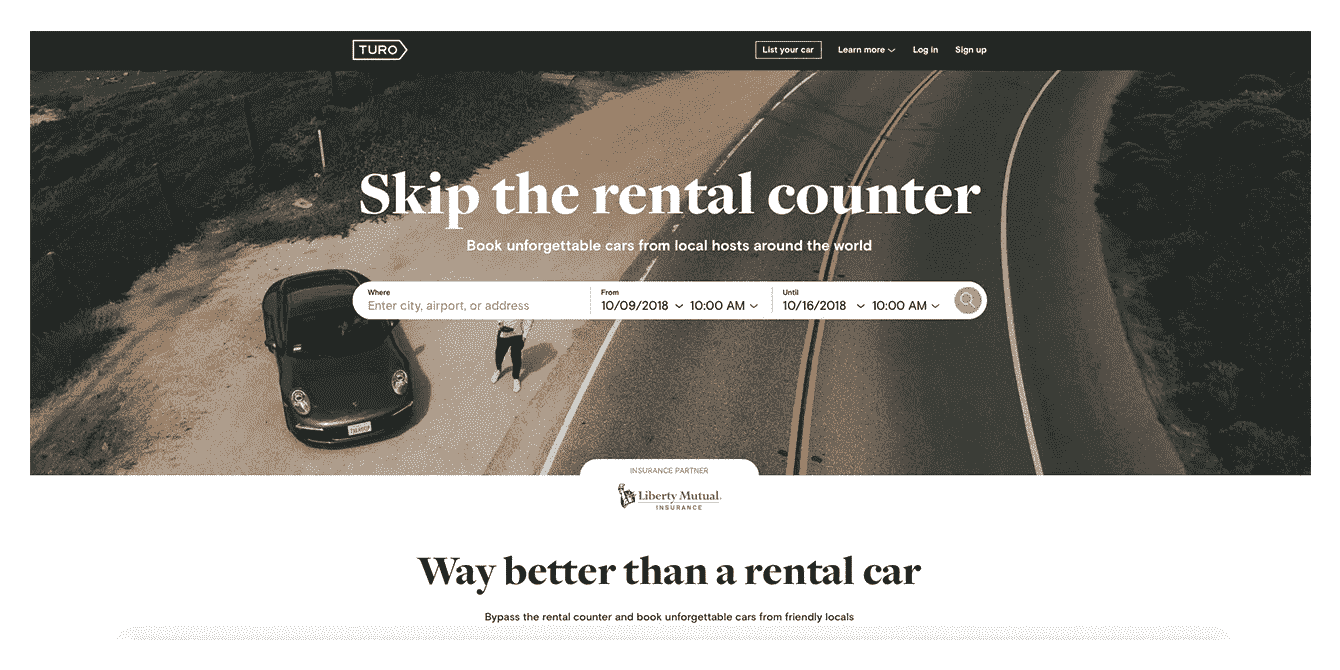 TURO
List your car
Learn more
Log in
Sign up
Skip the rental counter
Book unforgettable cars from local hosts around the world
Where
Enter city, airport, or address
From
10/09/2018 10:00 AM
Until
10/16/2018 10:00 AM
INSURANCE PARTNER
Liberty Mutual.
INSURANCE
Way better than a rental car
Bypass the rental counter and book unforgettable cars from friendly locals